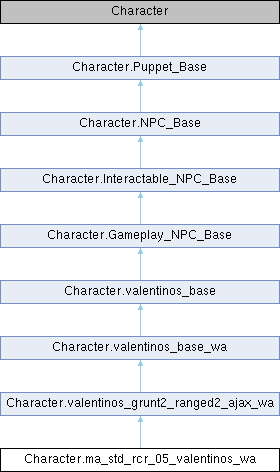 Character
Character.Puppet_Base
Character.NPC_Base
Character.Interactable_NPC_Base
Character.Gameplay_NPC_Base
Character.valentinos_base
Character.valentinos_base_wa
Character.valentinos_grunt2_ranged2_ajax_wa
Character.ma_std_rcr_05_valentinos_wa